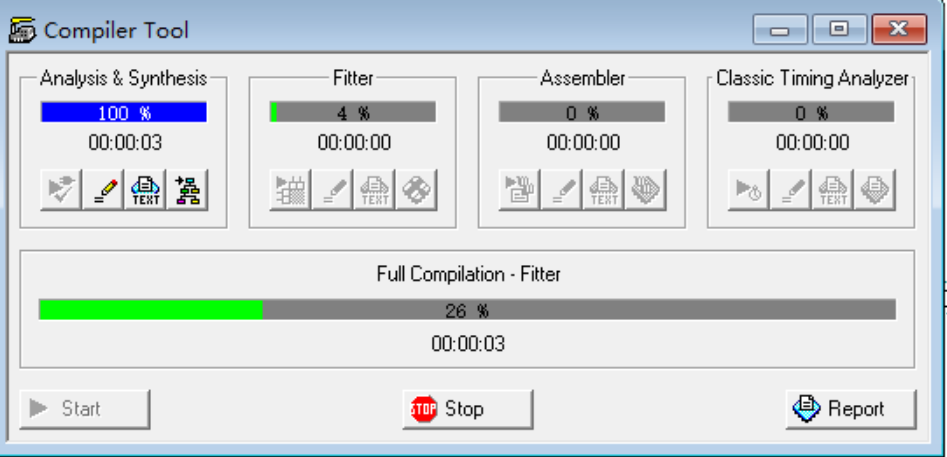 Compiler Tool
Analysis & Synthesis Fitter Assembler Classic Timing Analyzer
100 % 4 % 0 % 0 %
00:00:03 00:00:00 00:00:00 00:00:00
TEXT TEXT TEXT TEXT
Full Compilation - Fitter
26 %
00:00:03
Start STOP Stop Report